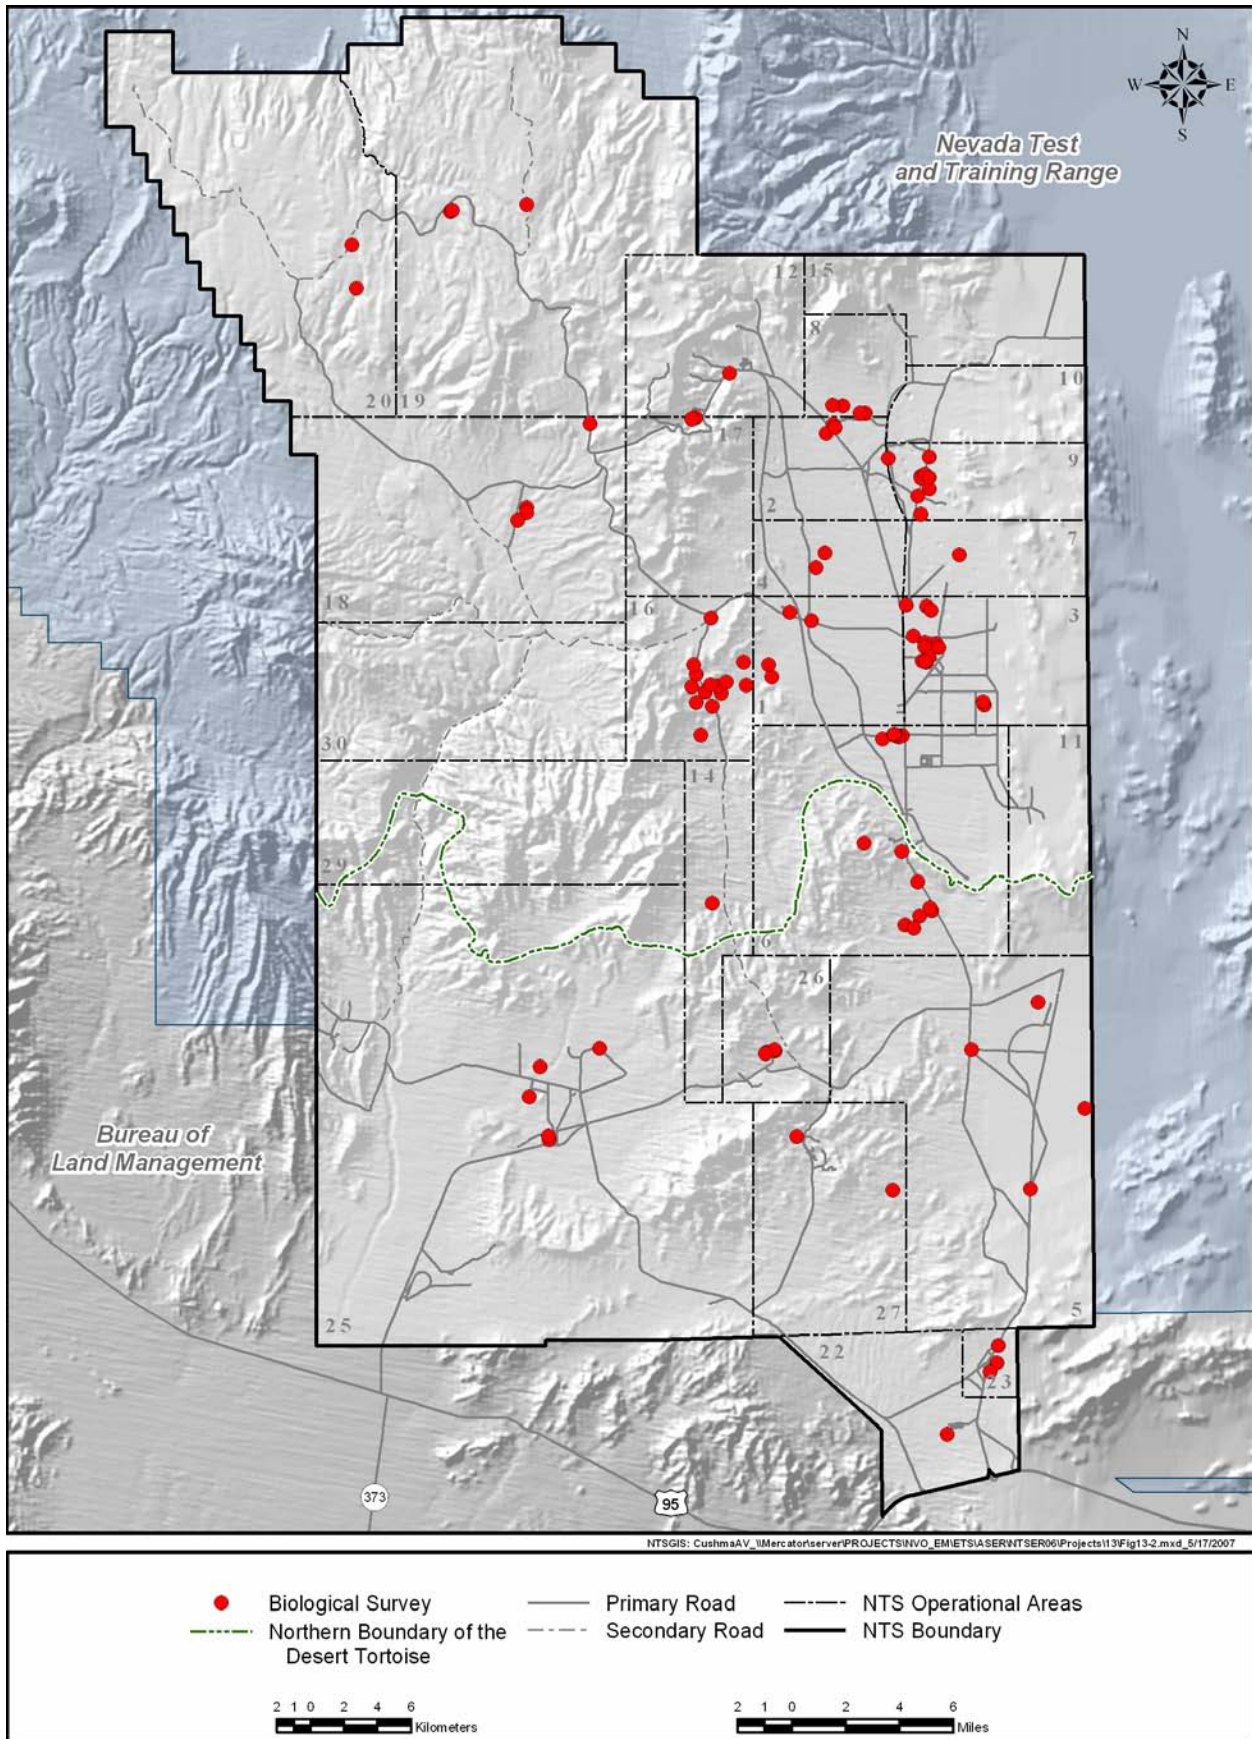 N
W E
S
Nevada Test
and Training Range
12 15
8
10
20 19
17
9
2
7
18
16
4
3
1
30
14
11
29
6
26
Bureau of
Land Management
25
27
5
22
23
373
95
NTSGIS: CushmaAV_\\Mercator\server\PROJECTS\NVO_EM\ETS\ASER\NTSER06\Projects\13\Fig13-2.mxd_5/17/2007
Biological Survey
Primary Road
NTS Operational Areas
Northern Boundary of the
Desert Tortoise
Secondary Road
NTS Boundary
2 1 0 2 4 6
Kilometers
2 1 0 2 4 6
Miles